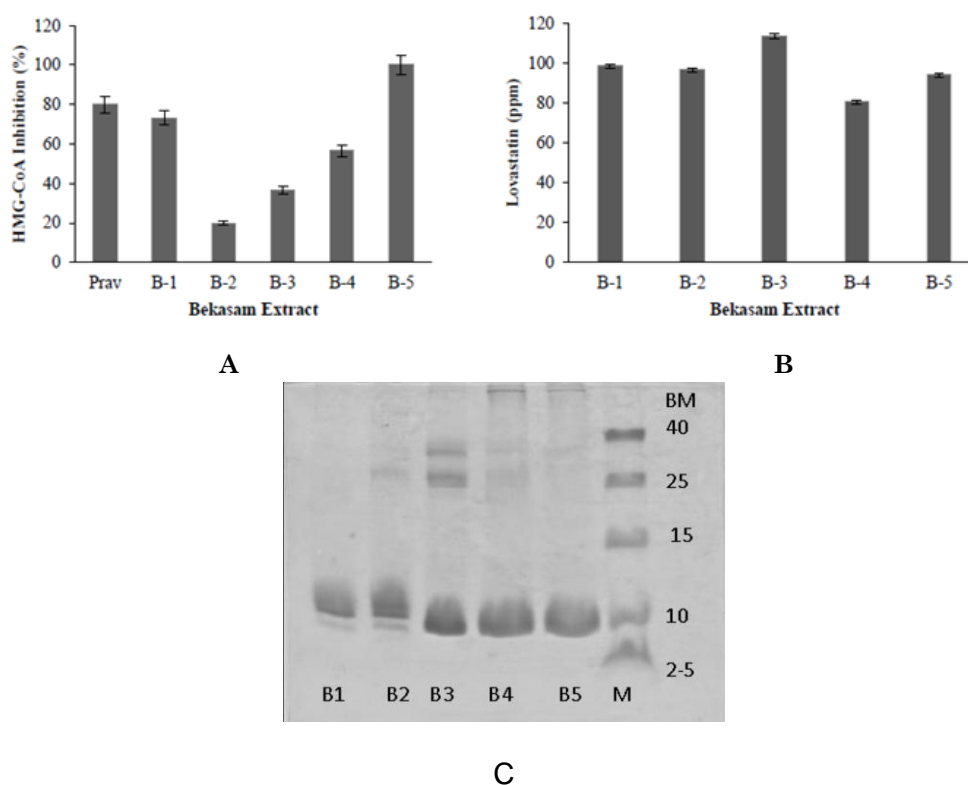 HMG-CoA Inhibition (%)
120
100
80
60
40
20
0
Prav B-1 B-2 B-3 B-4 B-5
Bekasam Extract
A
Lovastatin (ppm)
120
100
80
60
40
20
0
B-1 B-2 B-3 B-4 B-5
Bekasam Extract
B
BM
40
25
15
10
2-5
B1 B2 B3 B4 B5 M
C